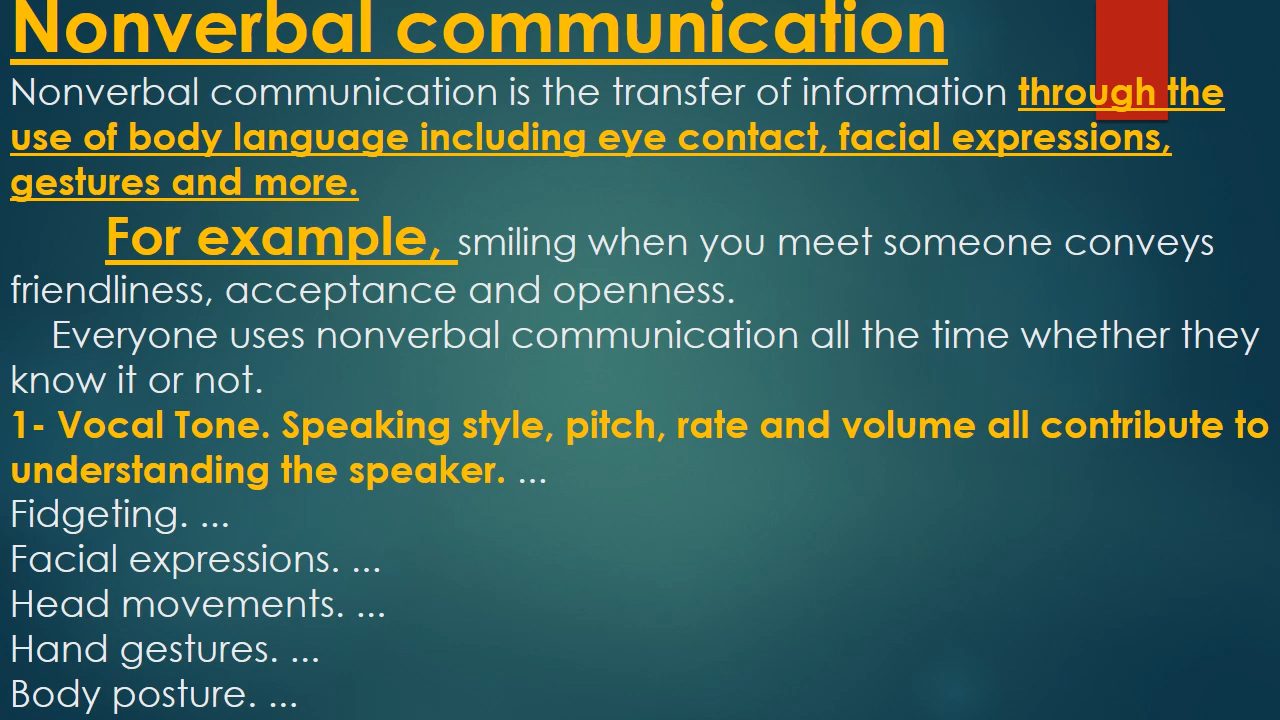 Nonverbal communication
Nonverbal communication is the transfer of information through the
use of body language including eye contact, facial expressions,
gestures and more.
For example, smiling when you meet someone conveys
friendliness, acceptance and openness.
Everyone uses nonverbal communication all the time whether they
know it or not.
1- Vocal Tone. Speaking style, pitch, rate and volume all contribute to
understanding the speaker. ...
Fidgeting. ...
Facial expressions. ...
Head movements. ...
Hand gestures. ...
Body posture. ...